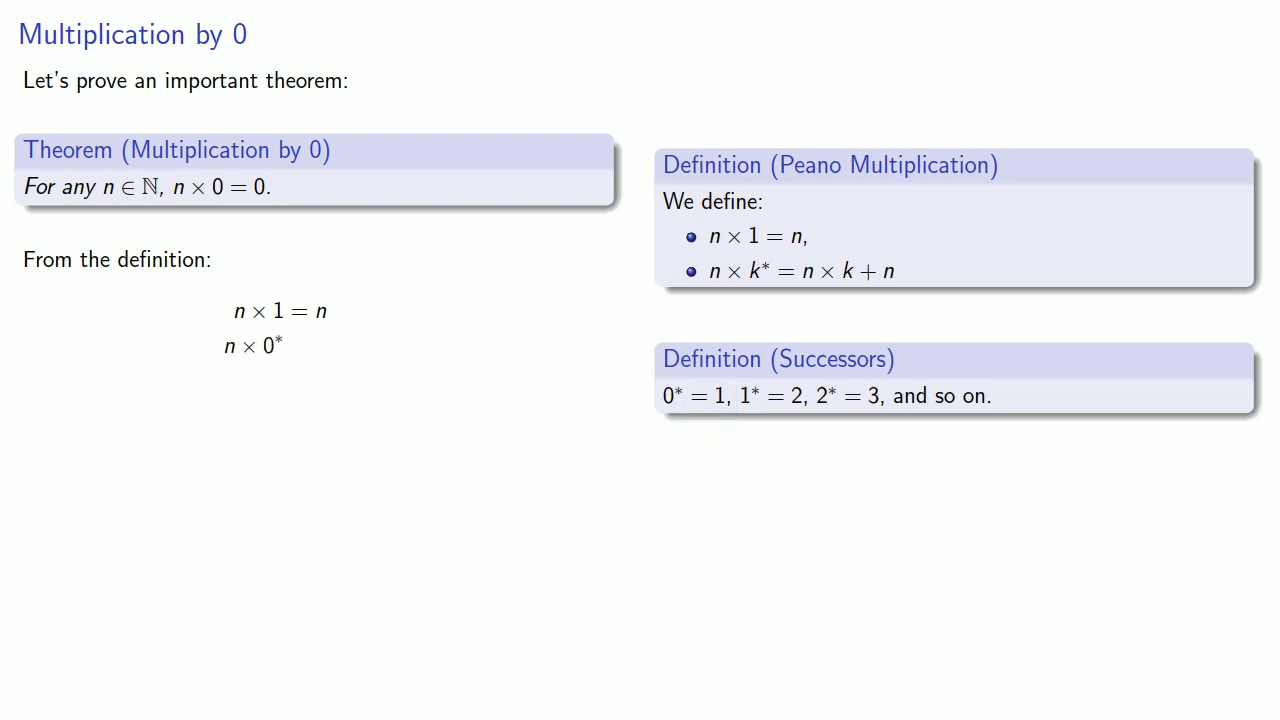 Multiplication by 0
Let's prove an important theorem:
Theorem (Multiplication by 0)
For any n ∈ ℕ, n × 0 = 0.
From the definition:
n × 1 = n
n × 0*
Definition (Peano Multiplication)
We define:
n × 1 = n,
n × k* = n × k + n
Definition (Successors)
0* = 1, 1* = 2, 2* = 3, and so on.